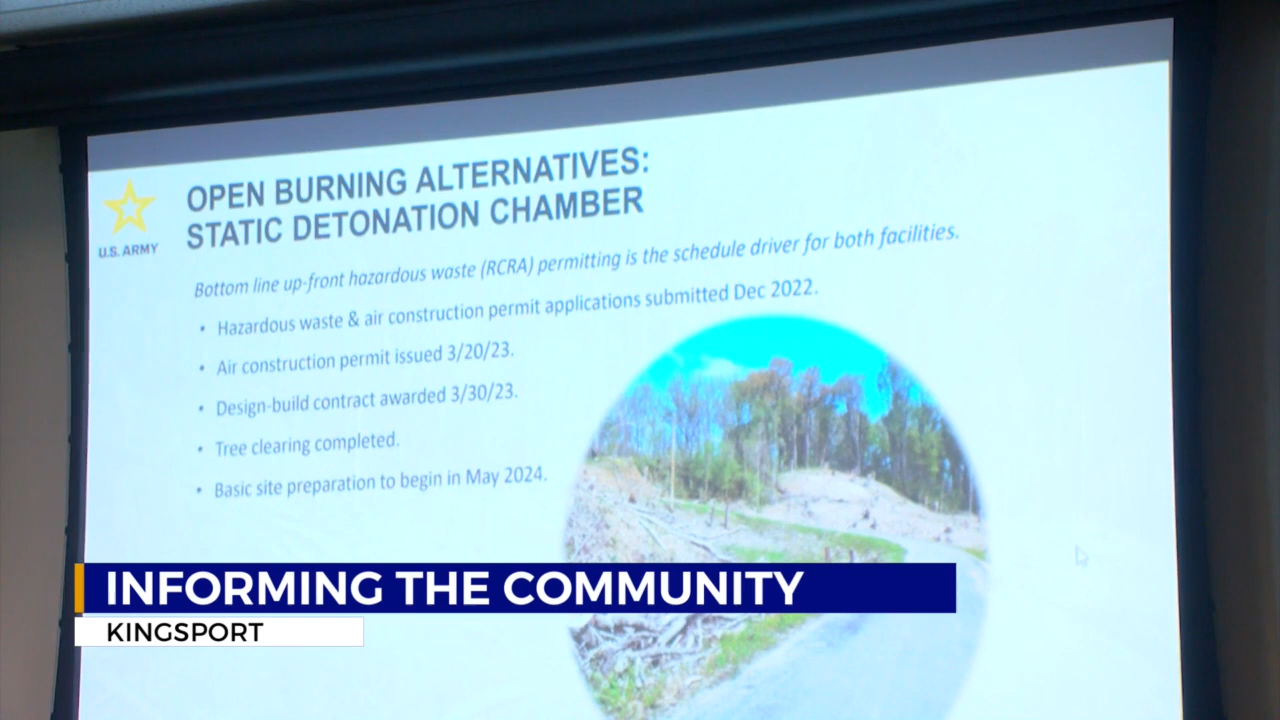 OPEN BURNING ALTERNATIVES:
STATIC DETONATION CHAMBER
U.S. ARMY
Bottom line up-front hazardous waste (RCRA) permitting is the schedule driver for both facilities.
• Hazardous waste & air construction permit applications submitted Dec 2022.
• Air construction permit issued 3/20/23.
• Design-build contract awarded 3/30/23.
• Tree clearing completed.
• Basic site preparation to begin in May 2024.
INFORMING THE COMMUNITY
KINGSPORT